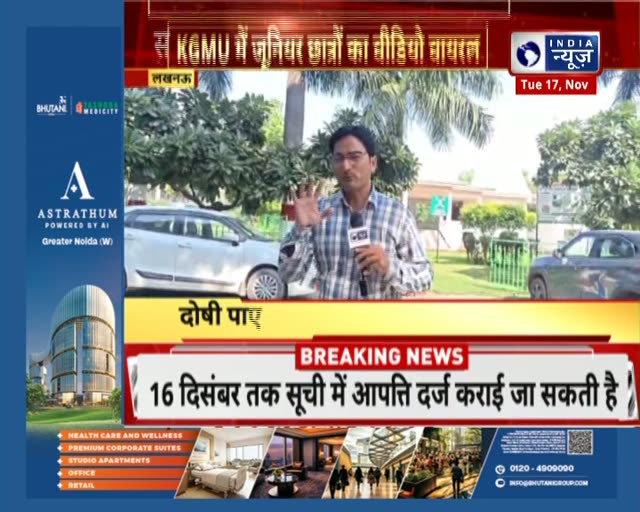 KGMU में जूनियर छात्रों का वीडियो वायरल
INDIA
न्यूज़
Tue 17, Nov
लखनऊ
BHUTANI
MEDICITY
ASTRATHUM
POWERED BY AI
Greater Noida (W)
दोषी पाए
BREAKING NEWS
16 दिसंबर तक सूची में आपत्ति दर्ज कराई जा सकती है
HEALTH CARE AND WELLNESS
PREMIUM CORPORATE SUITES
STUDIO APARTMENTS
OFFICE
RETAIL
0120 - 4909090
INFO@BHUTANIGROUP.COM